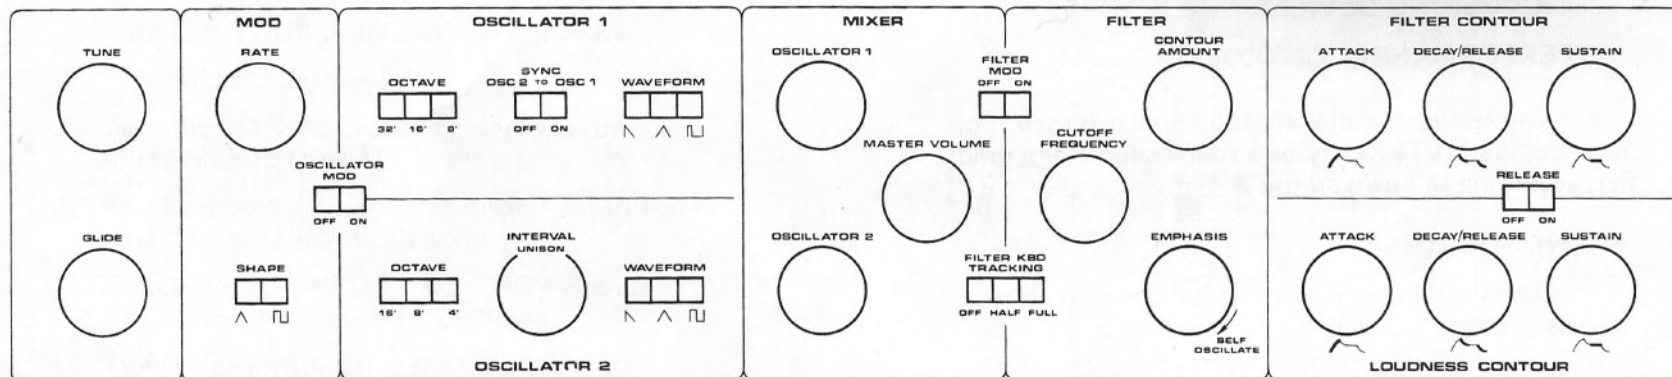 TUNE
GLIDE
MOD
RATE
SHAPE
OSCILLATOR
MOD
OFF ON
OSCILLATOR 1
OCTAVE
32' 16' 8'
SYNC
OSC 2 TO OSC 1
OFF ON
WAVEFORM
OCTAVE
16' 8' 4'
INTERVAL
UNISON
WAVEFORM
OSCILLATOR 2
MIXER
OSCILLATOR 1
MASTER VOLUME
OSCILLATOR 2
FILTER
FILTER
MOD
OFF ON
CONTOUR
AMOUNT
CUTOFF
FREQUENCY
FILTER KBD
TRACKING
OFF HALF FULL
EMPHASIS
SELF
OSCILLATE
FILTER CONTOUR
ATTACK DECAY/RELEASE SUSTAIN
RELEASE
OFF ON
ATTACK DECAY/RELEASE SUSTAIN
LOUDNESS CONTOUR